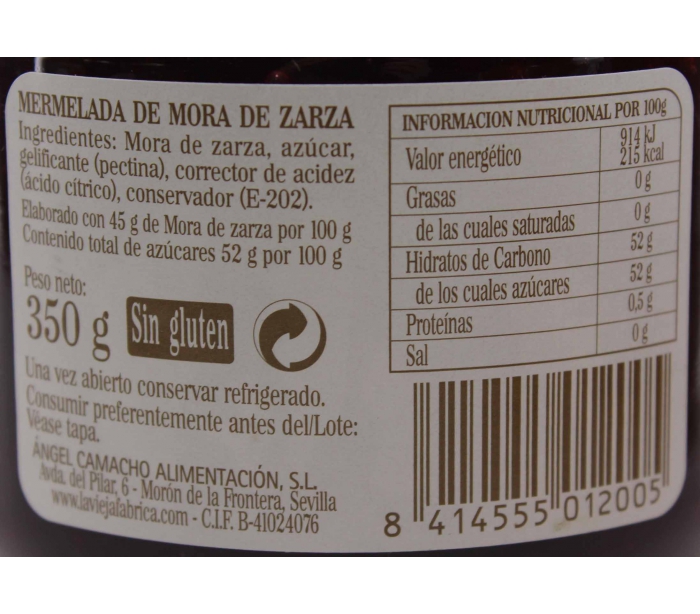 MERMELADA DE MORA DE ZARZA
Ingredientes: Mora de zarza, azúcar,
gelificante (pectina), corrector de acidez
(ácido cítrico), conservador (E-202).
Elaborado con 45 g de Mora de zarza por 100 g
Contenido total de azúcares 52 g por 100 g
Peso neto:
350 g
Sin gluten
Una vez abierto conservar refrigerado.
Consumir preferentemente antes del/Lote:
Véase tapa.
ÁNGEL CAMACHO ALIMENTACIÓN, S.L.
Avda. del Pilar, 6 - Morón de la Frontera, Sevilla
www.laviejafabrica.com - C.I.F. B-41024076
INFORMACION NUTRICIONAL POR 100g
Valor energético 914 kJ
215 kcal
Grasas 0 g
de las cuales saturadas 0 g
Hidratos de Carbono 52 g
de los cuales azúcares 52 g
Proteínas 0,5 g
Sal 0 g
8 414555 012005